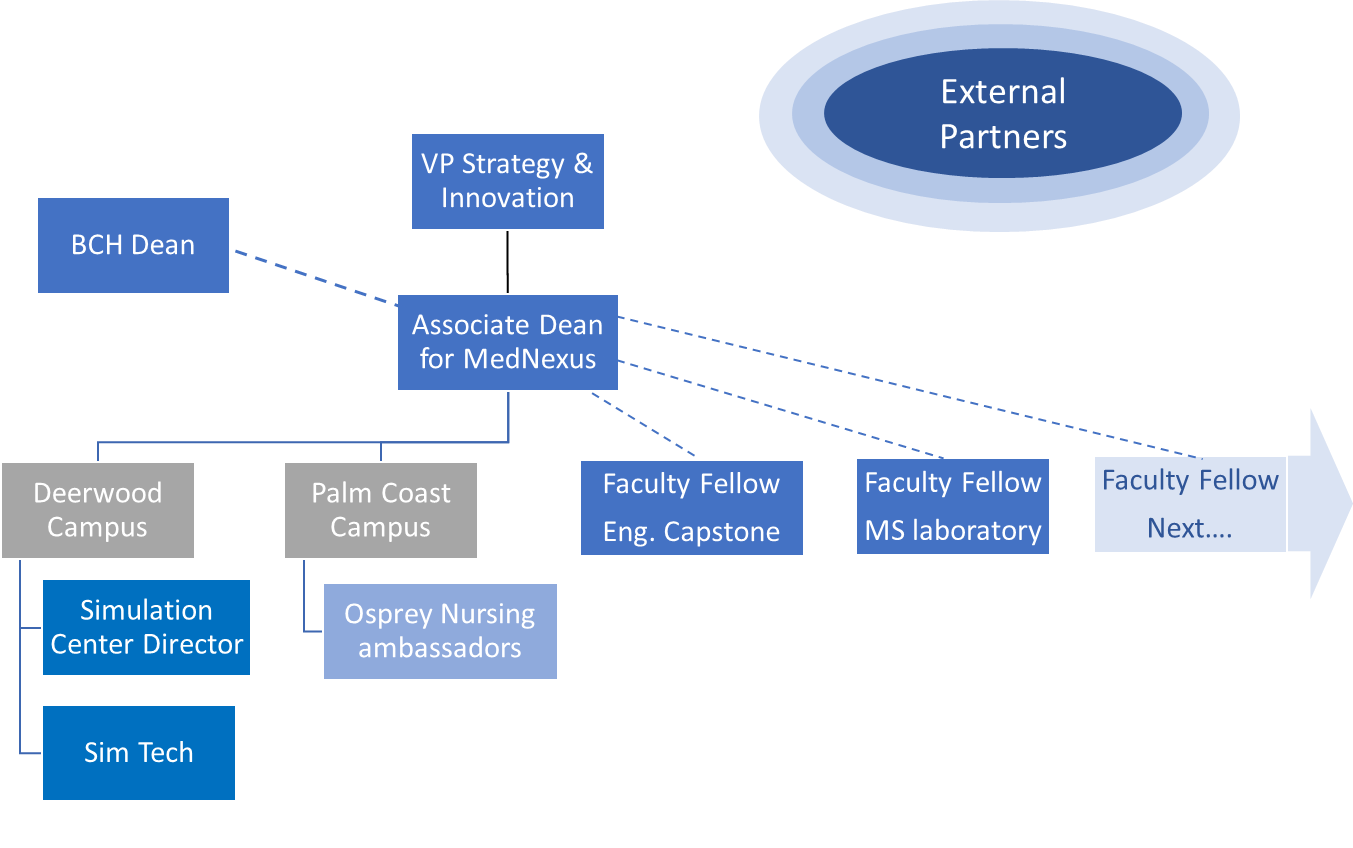 External
Partners
VP Strategy &
Innovation
BCH Dean
Associate Dean
for MedNexus
Deerwood
Campus
Palm Coast
Campus
Faculty Fellow
Eng. Capstone
Faculty Fellow
MS laboratory
Faculty Fellow
Next....
Simulation
Center Director
Osprey Nursing
ambassadors
Sim Tech